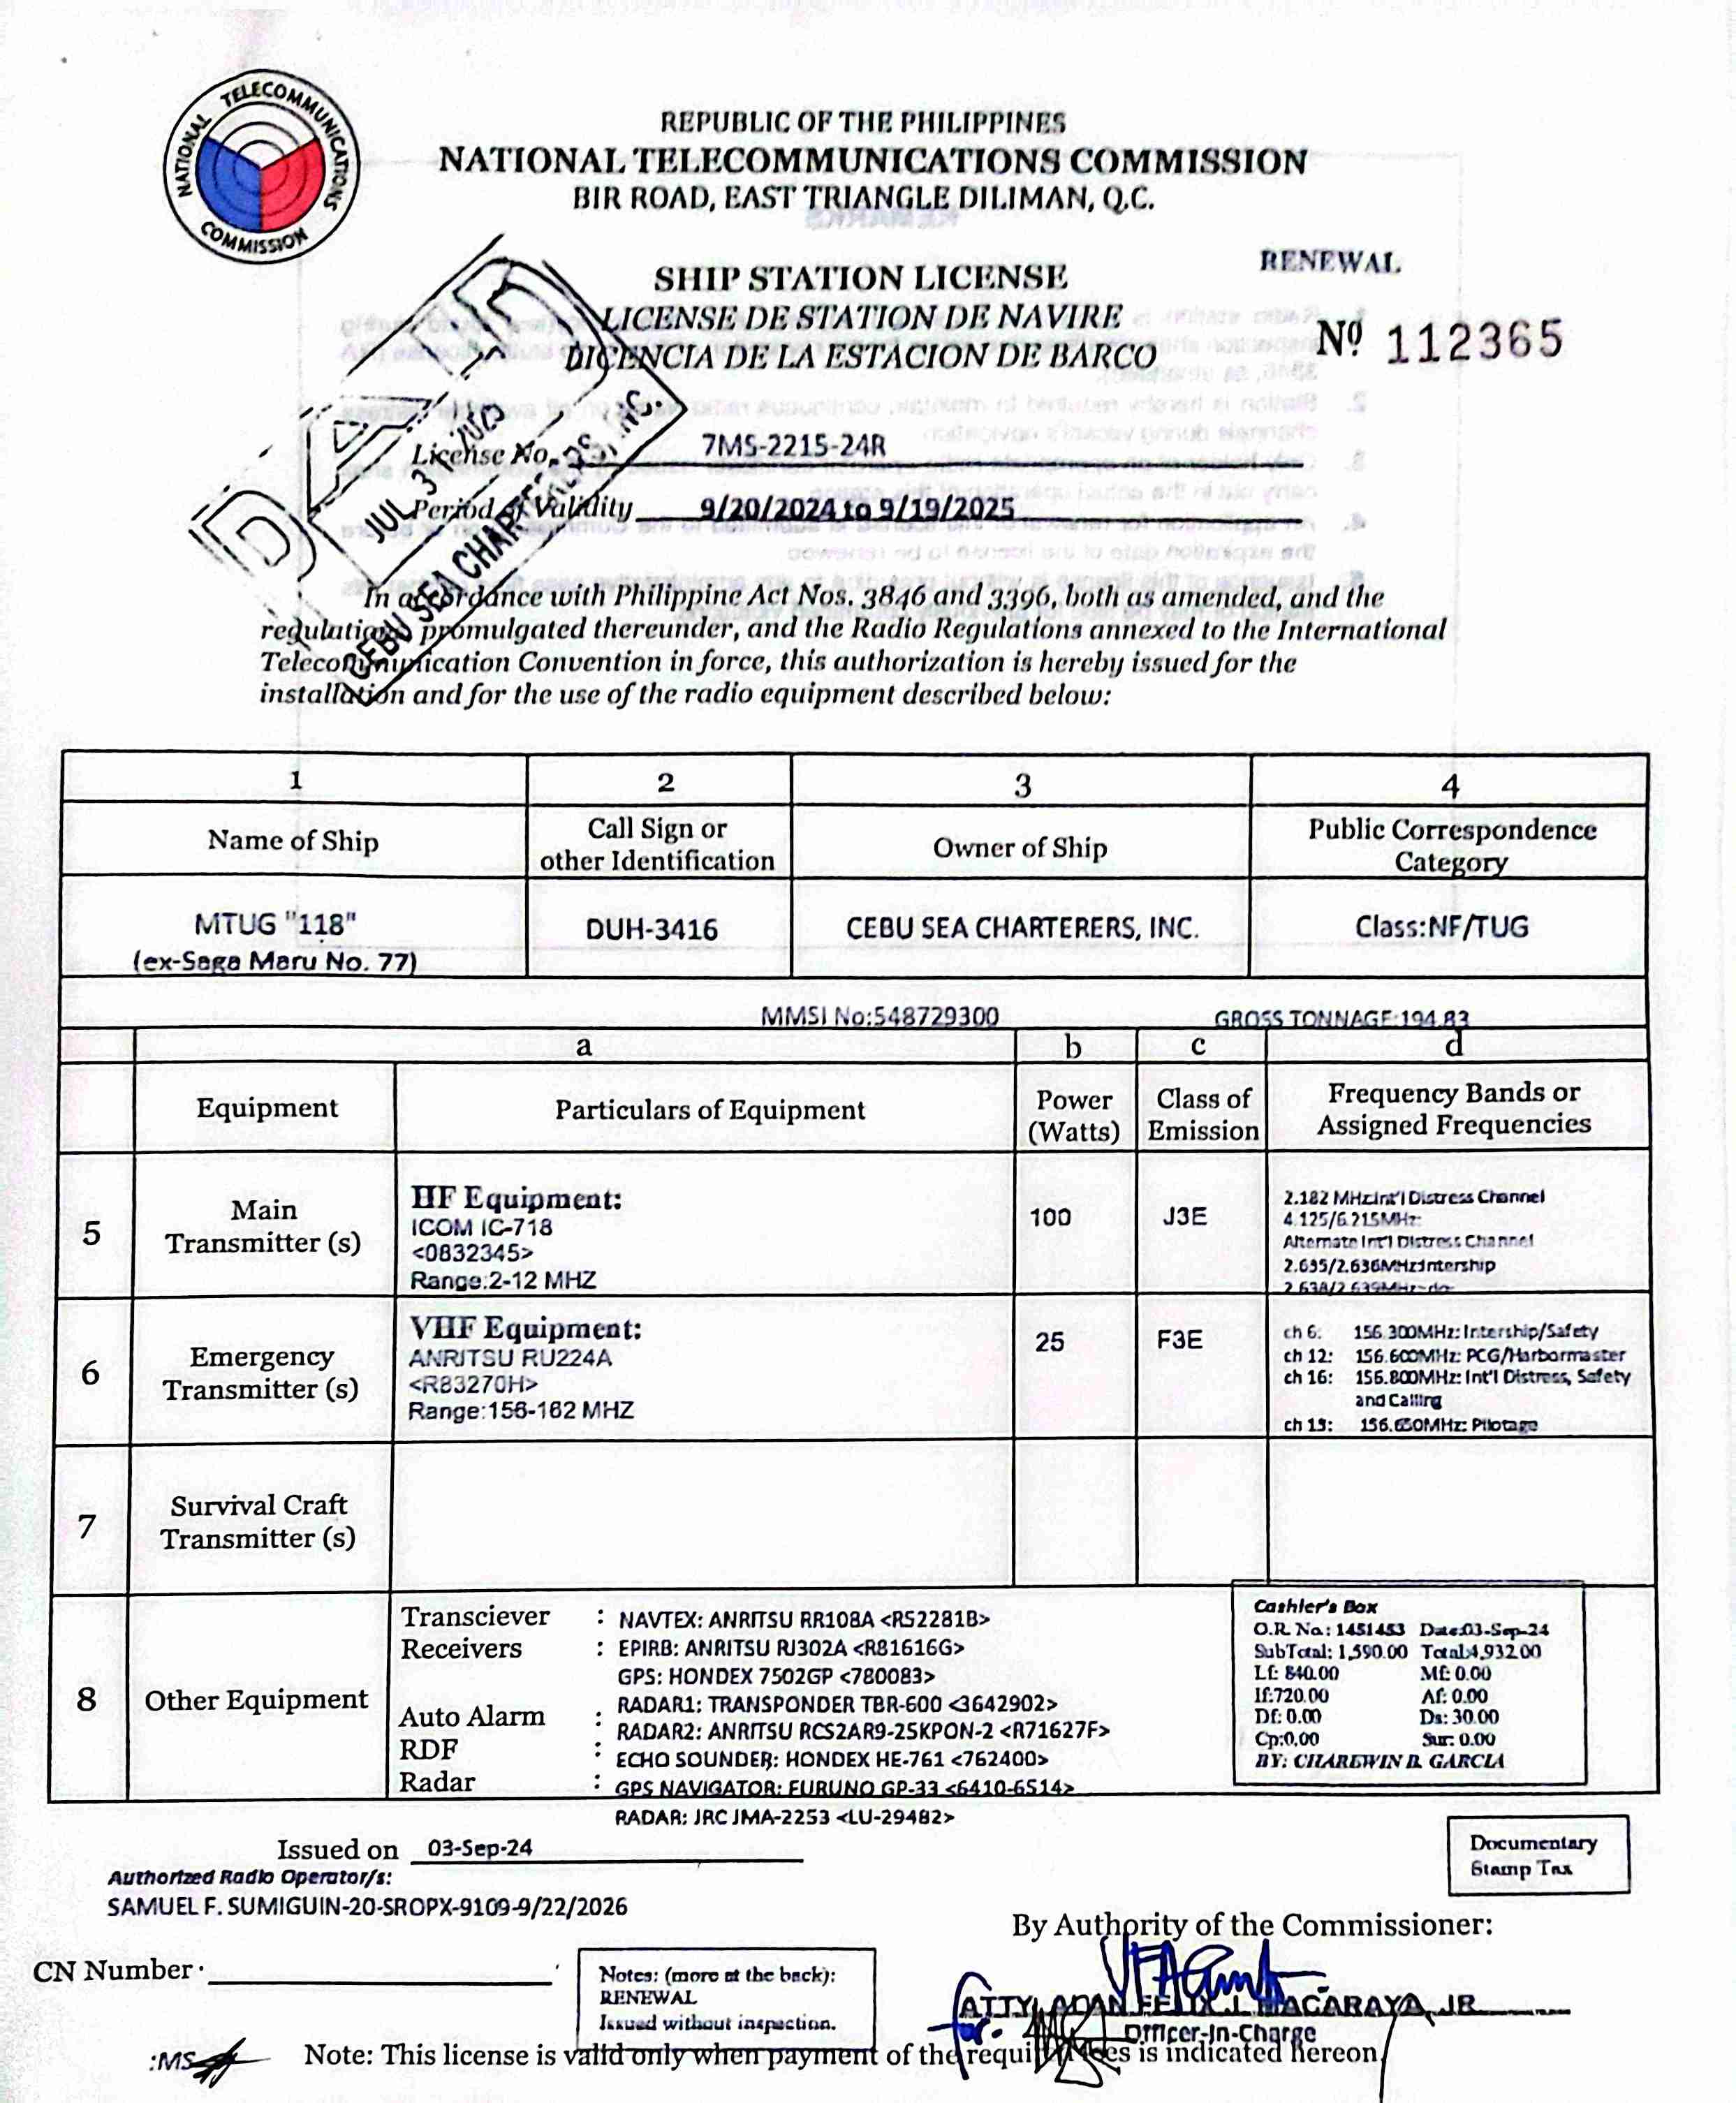 NATIONAL TELECOMMUNICATIONS COMMISSION
REPUBLIC OF THE PHILIPPINES
NATIONAL TELECOMMUNICATIONS COMMISSION
BIR ROAD, EAST TRIANGLE DILIMAN, Q.C.
RENEWAL
SHIP STATION LICENSE
LICENSE DE STATION DE NAVIRE
LICENCIA DE LA ESTACION DE BARCO
Nº 112365
JUL 3 2025
CEBU SEA CHARTERERS, INC.
License No. 7MS-2215-24R
Period of Validity 9/20/2024 to 9/19/2025
In accordance with Philippine Act Nos. 3846 and 3396, both as amended, and the
regulations promulgated thereunder, and the Radio Regulations annexed to the International
Telecommunication Convention in force, this authorization is hereby issued for the
installation and for the use of the radio equipment described below:
1 2 3 4
Name of Ship
Call Sign or
other Identification
Owner of Ship
Public Correspondence
Category
MTUG "118"
(ex-Saga Maru No. 77)
DUH-3416
CEBU SEA CHARTERERS, INC.
Class:NF/TUG
MMSI No:548729300 GROSS TONNAGE:194.83
a b c d
Equipment
Particulars of Equipment
Power
(Watts)
Class of
Emission
Frequency Bands or
Assigned Frequencies
5
Main
Transmitter (s)
HF Equipment:
ICOM IC-718
<0832345>
Range:2-12 MHZ
100
J3E
2.182 MHz:Int'l Distress Channel
4.125/6.215MHz:
Alternate Int'l Distress Channel
2.635/2.636MHz:Intership
2.638/2.639MHz:-do-
6
Emergency
Transmitter (s)
VHF Equipment:
ANRITSU RU224A
<R83270H>
Range:156-162 MHZ
25
F3E
ch 6: 156.300MHz: Intership/Safety
ch 12: 156.600MHz: PCG/Harbormaster
ch 16: 156.800MHz: Int'l Distress, Safety
and Calling
ch 13: 156.650MHz: Pilotage
7
Survival Craft
Transmitter (s)
8
Other Equipment
Transciever : NAVTEX: ANRITSU RR108A <RS2281B>
Receivers : EPIRB: ANRITSU RJ302A <R81616G>
GPS: HONDEX 7502GP <780083>
RADAR1: TRANSPONDER TBR-600 <3642902>
Auto Alarm : RADAR2: ANRITSU RCS2AR9-25KPON-2 <R71627F>
RDF : ECHO SOUNDER: HONDEX HE-761 <762400>
Radar : GPS NAVIGATOR: FURUNO GP-33 <6410-6514>
RADAR: JRC JMA-2253 <LU-29482>
Cashier's Box
O.R. No.: 1451453 Date:03-Sep-24
SubTotal: 1,590.00 Total:4,932.00
Lf: 840.00 Mf: 0.00
If:720.00 Af: 0.00
Df: 0.00 Ds: 30.00
Cp:0.00 Sur: 0.00
BY: CHAREWIN B. GARCIA
Issued on 03-Sep-24
Authorized Radio Operator/s:
SAMUEL F. SUMIGUIN-20-SROPX-9109-9/22/2026
Documentary
Stamp Tax
By Authority of the Commissioner:
CN Number
Notes: (more at the back):
RENEWAL
Issued without inspection.
ATTY. ADAN FELIX J. MACARAYA, JR
for:
Officer-In-Charge
:MS
Note: This license is valid only when payment of the required fees is indicated hereon